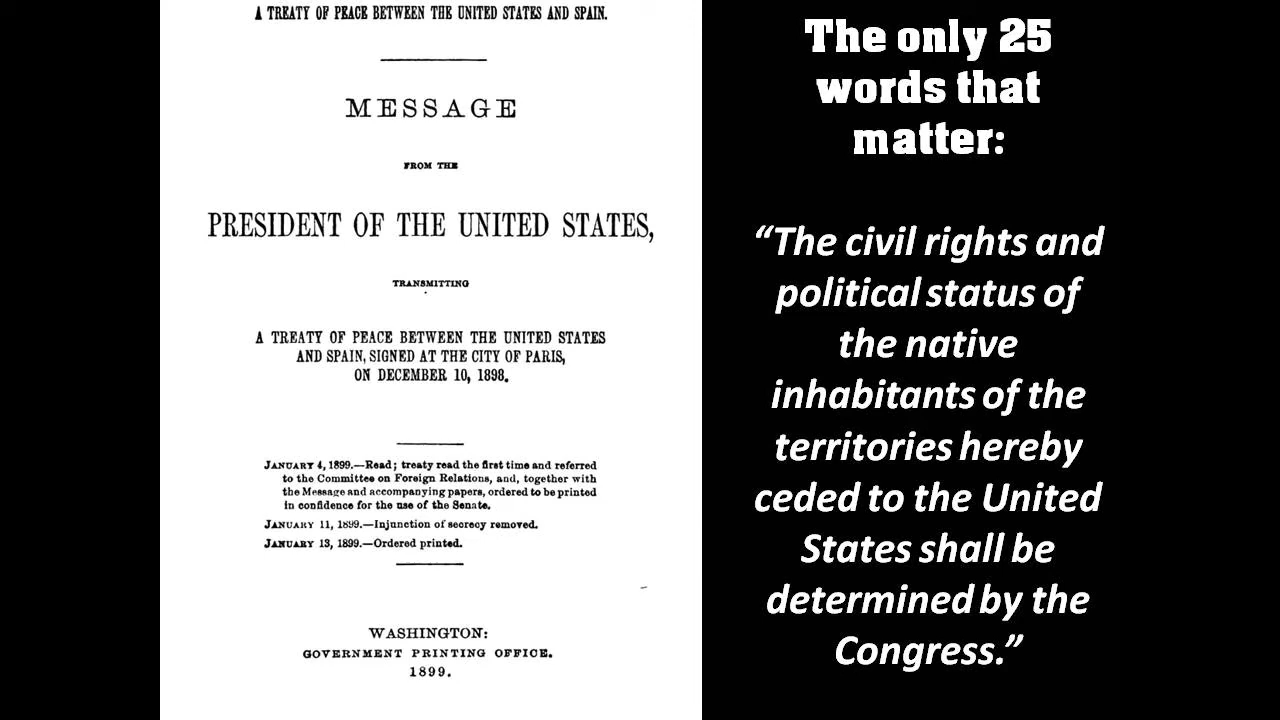 A TREATY OF PEACE BETWEEN THE UNITED STATES AND SPAIN.
MESSAGE
FROM THE
PRESIDENT OF THE UNITED STATES,
TRANSMITTING
A TREATY OF PEACE BETWEEN THE UNITED STATES
AND SPAIN, SIGNED AT THE CITY OF PARIS,
ON DECEMBER 10, 1898.
JANUARY 4, 1899.—Read; treaty read the first time and referred
to the Committee on Foreign Relations, and, together with
the Message and accompanying papers, ordered to be printed
in confidence for the use of the Senate.
JANUARY 11, 1899.—Injunction of secrecy removed.
JANUARY 13, 1899.—Ordered printed.
WASHINGTON:
GOVERNMENT PRINTING OFFICE.
1899.
The only 25
words that
matter:
“The civil rights and
political status of
the native
inhabitants of the
territories hereby
ceded to the United
States shall be
determined by the
Congress.”